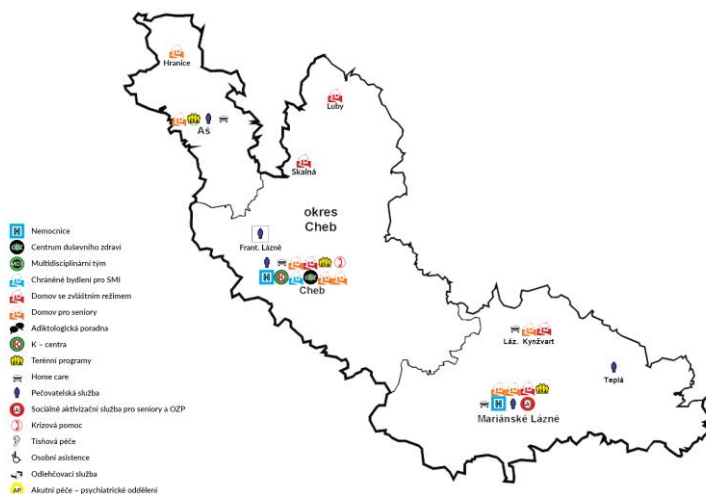 Hranice
Aš
Luby
Skalná
okres
Cheb
Frant. Lázně
Cheb
Láz. Kynžvart
Teplá
Mariánské Lázně
Nemocnice
Centrum duševního zdraví
Multidisciplinární tým
Chráněné bydlení pro SMI
Domov se zvláštním režimem
Domov pro seniory
Adiktologická poradna
K – centra
Terénní programy
Home care
Pečovatelská služba
Sociálně aktivizační služba pro seniory a OZP
Krizová pomoc
Tísňová péče
Osobní asistence
Odlehčovací služba
Akutní péče – psychiatrické oddělení